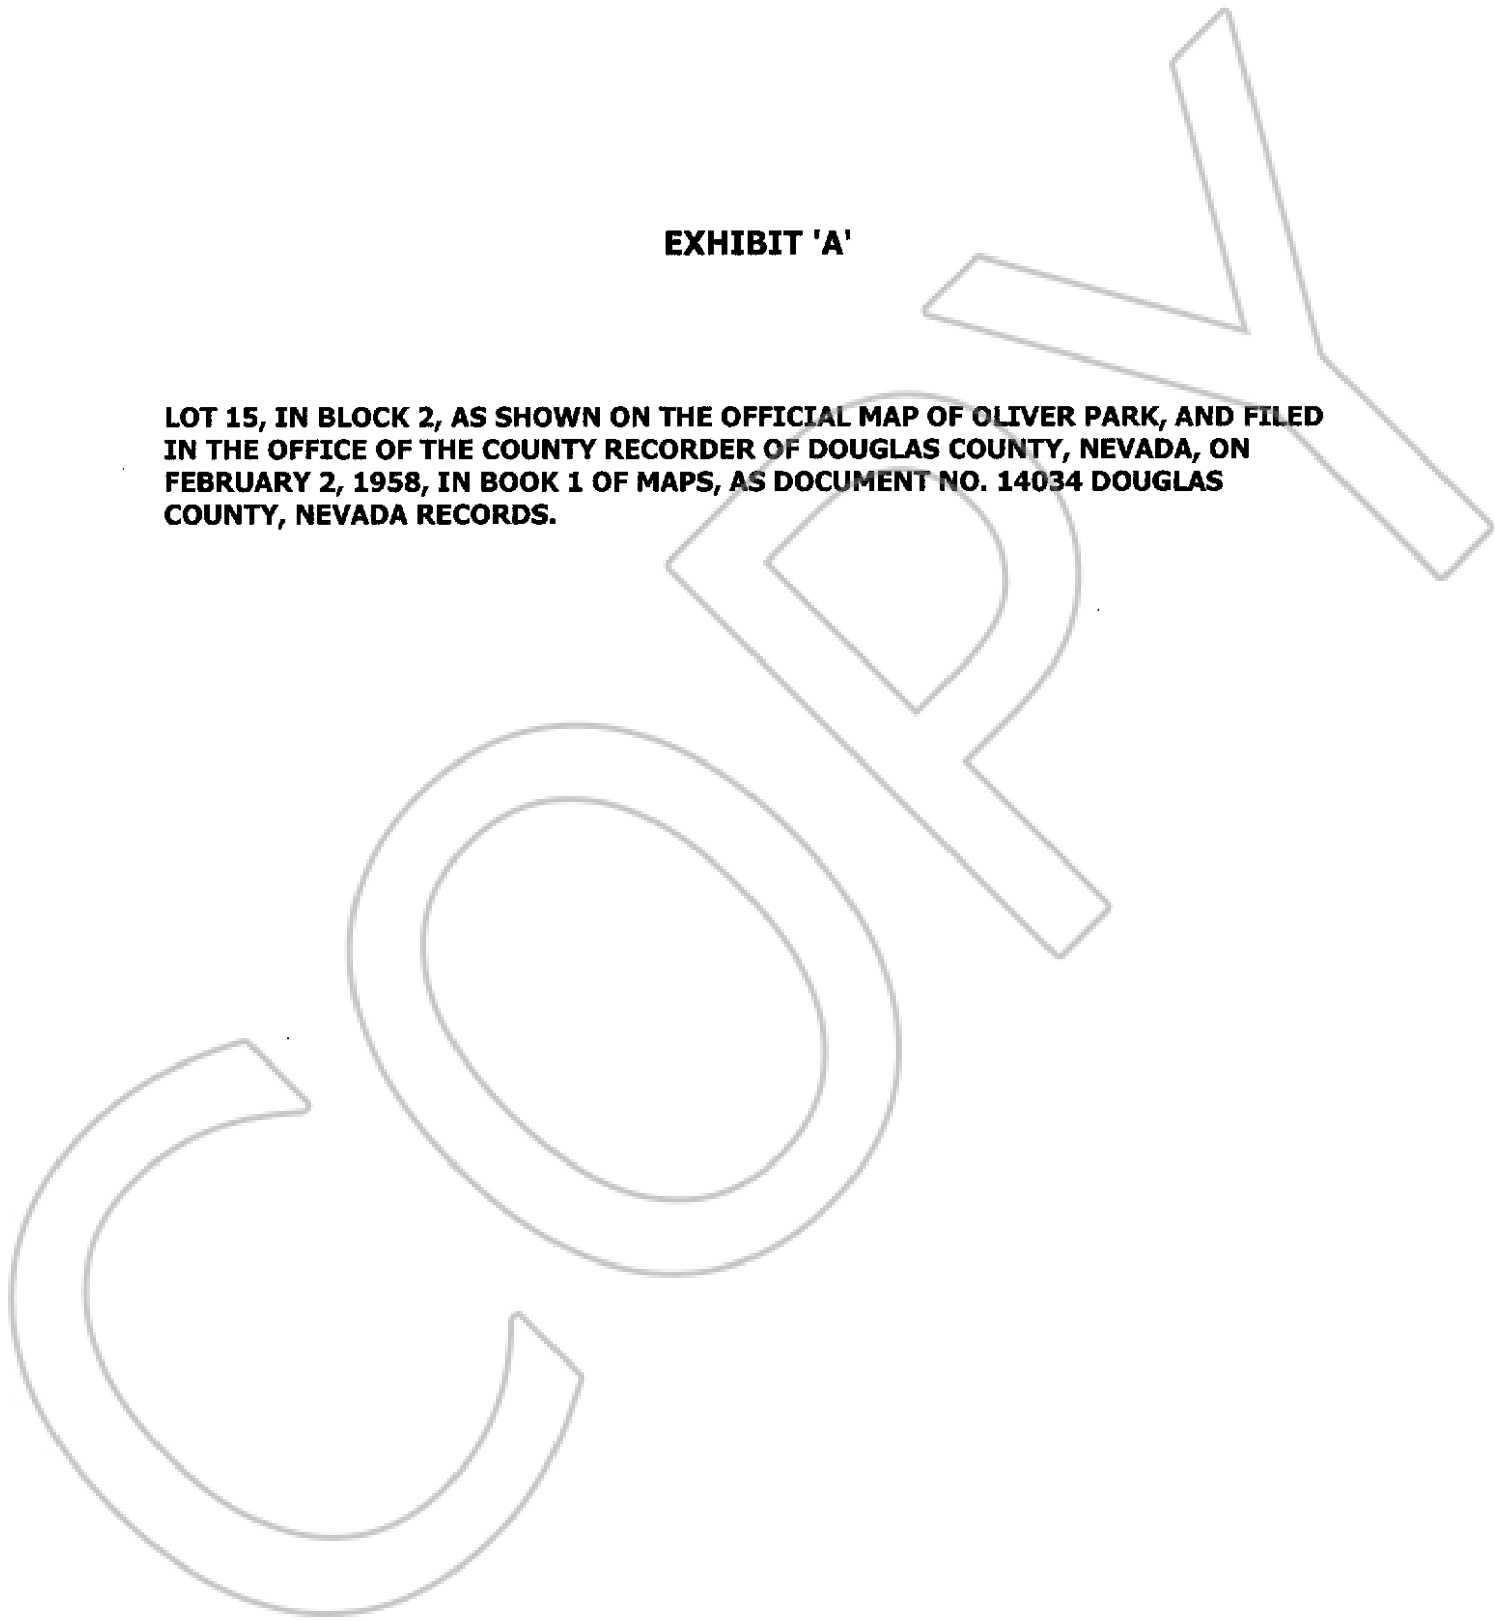 EXHIBIT 'A'
LOT 15, IN BLOCK 2, AS SHOWN ON THE OFFICIAL MAP OF OLIVER PARK, AND FILED
IN THE OFFICE OF THE COUNTY RECORDER OF DOUGLAS COUNTY, NEVADA, ON
FEBRUARY 2, 1958, IN BOOK 1 OF MAPS, AS DOCUMENT NO. 14034 DOUGLAS
COUNTY, NEVADA RECORDS.
COPY